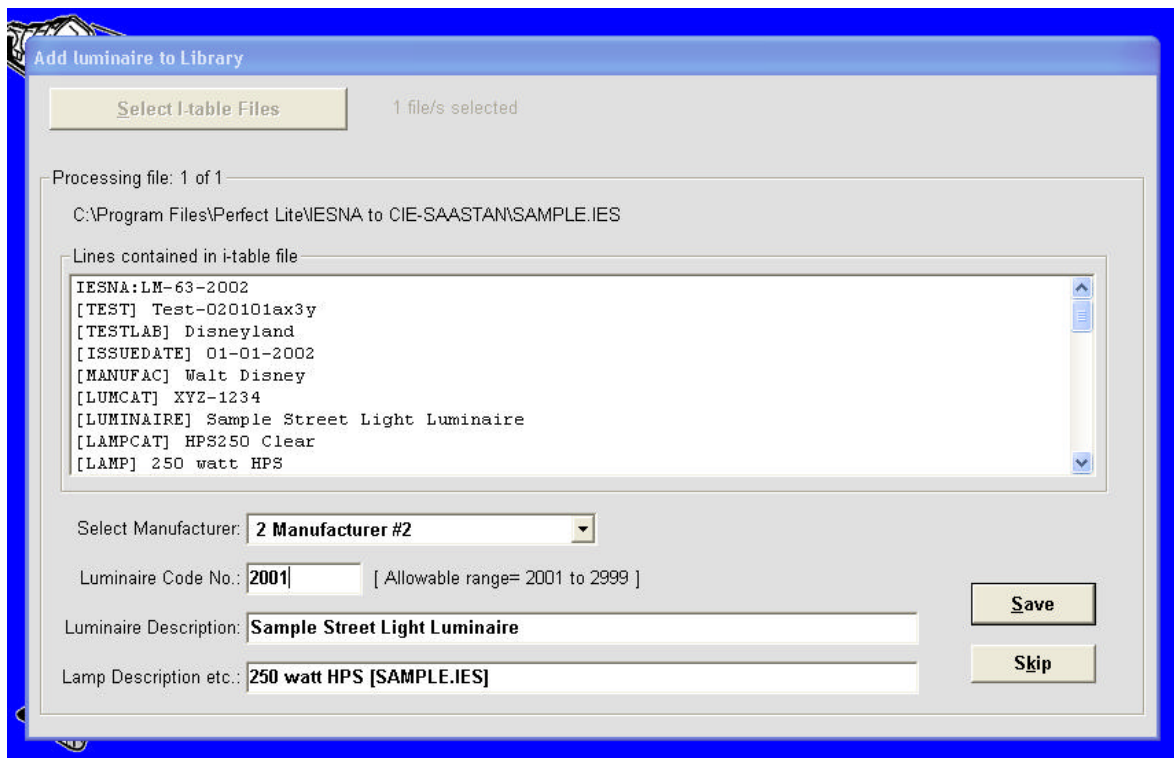 Add luminaire to Library
Select I-table Files 1 file/s selected
Processing file: 1 of 1
C:\Program Files\Perfect Lite\IESNA to CIE-SAASTAN\SAMPLE.IES
Lines contained in i-table file
IESNA:LM-63-2002
[TEST] Test-020101ax3y
[TESTLAB] Disneyland
[ISSUEDATE] 01-01-2002
[MANUFAC] Walt Disney
[LUMCAT] XYZ-1234
[LUMINAIRE] Sample Street Light Luminaire
[LAMPCAT] HPS250 Clear
[LAMP] 250 watt HPS
Select Manufacturer: 2 Manufacturer #2
Luminaire Code No.: 2001 [ Allowable range= 2001 to 2999 ]
Save
Luminaire Description: Sample Street Light Luminaire
Skip
Lamp Description etc.: 250 watt HPS [SAMPLE.IES]